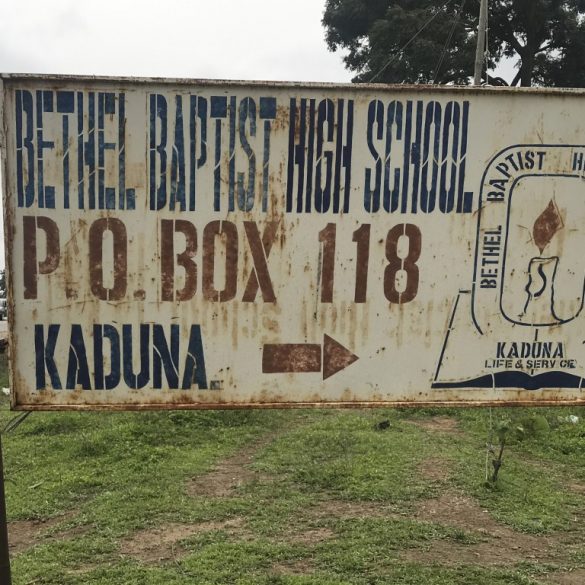 BETHEL BAPTIST HIGH SCHOOL
P.O. BOX 118
KADUNA.
BETHEL BAPTIST H
S
KADUNA
LIFE & SERVICE